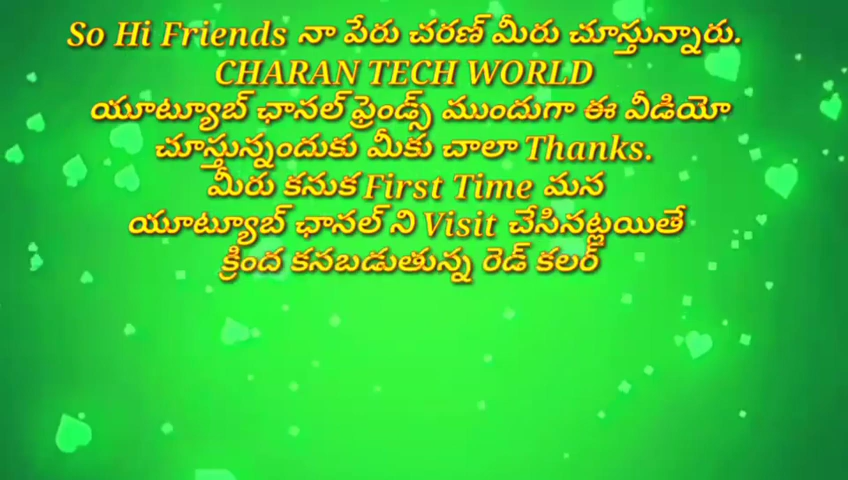 So Hi Friends నా పేరు చరణ్ మీరు చూస్తున్నారు.
CHARAN TECH WORLD
యూట్యూబ్ ఛానల్ ఫ్రెండ్స్ ముందుగా ఈ వీడియో
చూస్తున్నందుకు మీకు చాలా Thanks.
మీరు కనుక First Time మన
యూట్యూబ్ ఛానల్ ని Visit చేసినట్లయితే
క్రింద కనబడుతున్న రెడ్ కలర్